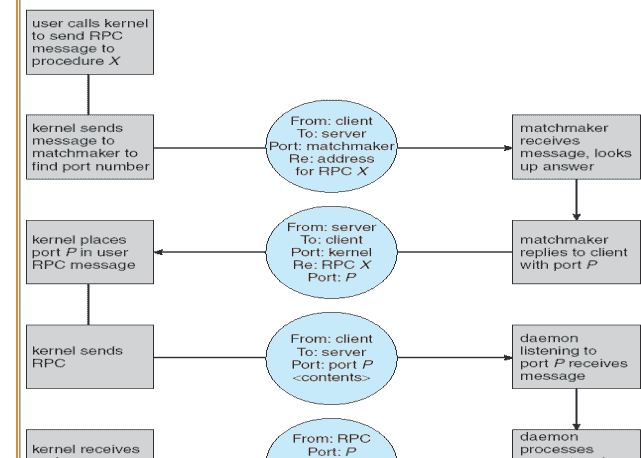 user calls kernel
to send RPC
message to
procedure X
kernel sends
message to
matchmaker to
find port number
From: client
To: server
Port: matchmaker
Re: address
for RPC X
matchmaker
receives
message, looks
up answer
kernel places
port P in user
RPC message
From: server
To: client
Port: kernel
Re: RPC X
Port: P
matchmaker
replies to client
with port P
kernel sends
RPC
From: client
To: server
Port: port P
<contents>
daemon
listening to
port P receives
message
kernel receives
From: RPC
Port: P
daemon
processes